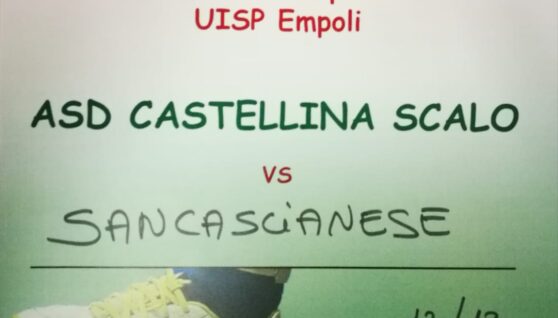 UISP Empoli
ASD CASTELLINA SCALO
vs
SANCASCiANESE